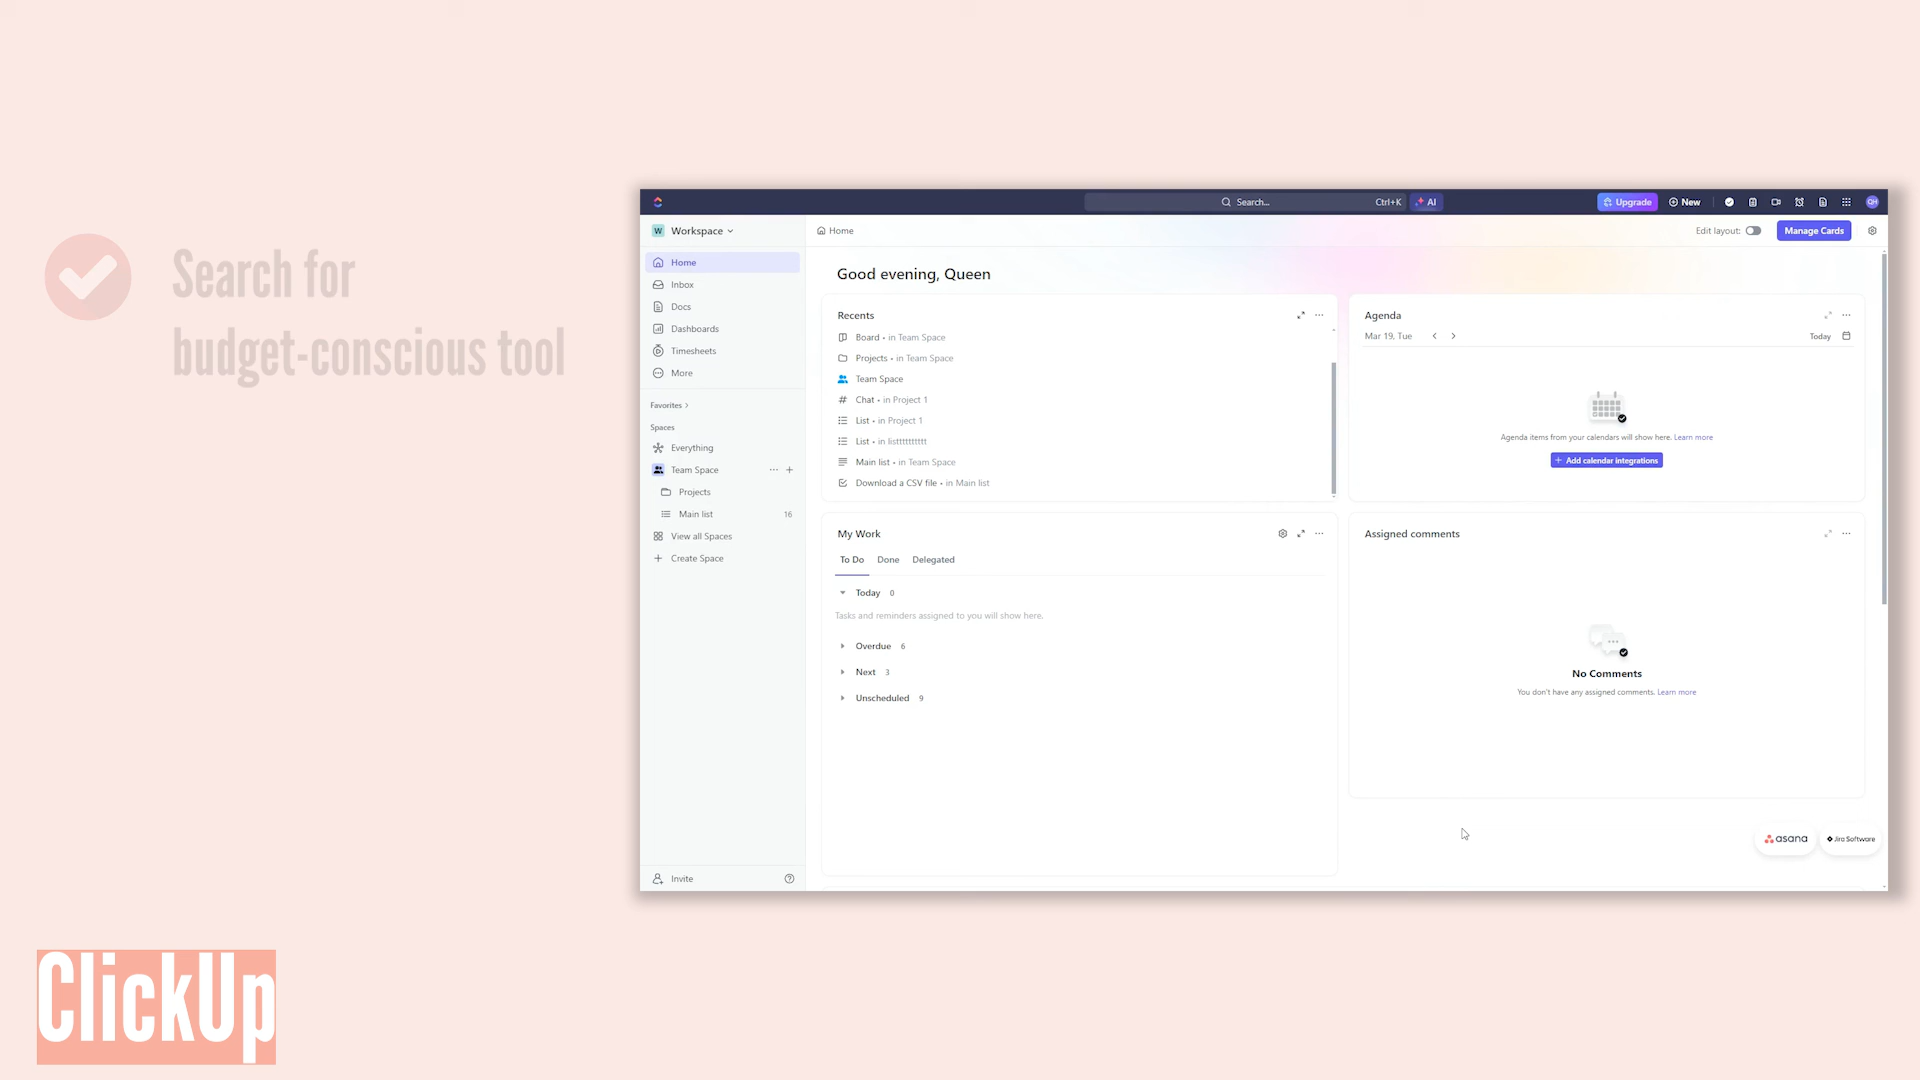 Search for
budget-conscious tool
ClickUp
Search...
Ctrl+K
AI
Upgrade
New
QH
W Workspace
Home
Edit layout:
Manage Cards
Home
Inbox
Docs
Dashboards
Timesheets
More
Favorites
Spaces
Everything
Team Space
Projects
Main list 16
View all Spaces
Create Space
Invite
Good evening, Queen
Recents
Board • in Team Space
Projects • in Team Space
Team Space
Chat • in Project 1
List • in Project 1
List • in listttttttttt
Main list • in Team Space
Download a CSV file • in Main list
Agenda
Mar 19, Tue
Today
Agenda items from your calendars will show here. Learn more
+ Add calendar integrations
My Work
To Do Done Delegated
Today 0
Tasks and reminders assigned to you will show here.
Overdue 6
Next 3
Unscheduled 9
Assigned comments
No Comments
You don't have any assigned comments. Learn more
asana
Jira Software